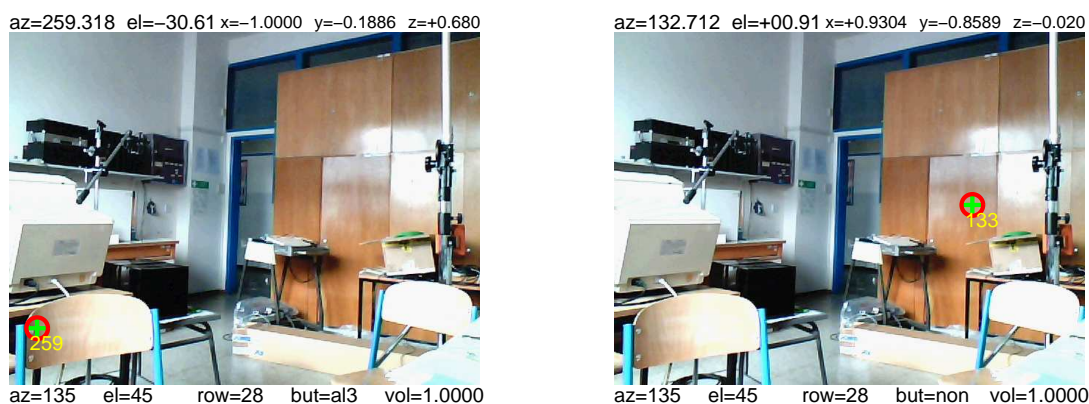 az=259.318 el=−30.61 x=−1.0000 y=−0.1886 z=+0.680
259
az=135 el=45 row=28 but=al3 vol=1.0000
az=132.712 el=+00.91 x=+0.9304 y=−0.8589 z=−0.020
133
az=135 el=45 row=28 but=non vol=1.0000